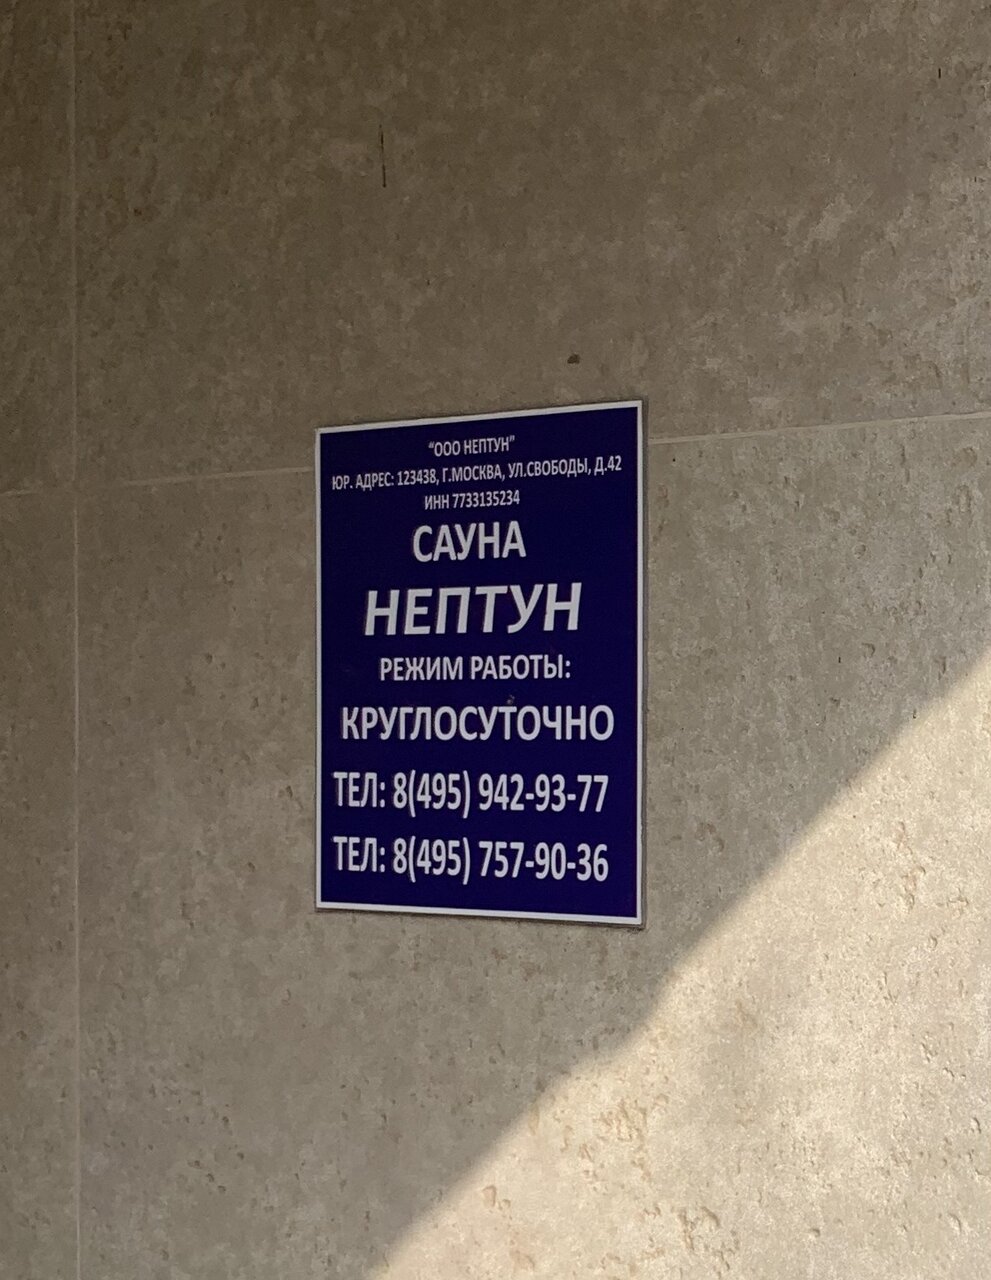 “ООО НЕПТУН”
ЮР. АДРЕС: 123438, Г.МОСКВА, УЛ.СВОБОДЫ, Д.42
ИНН 7733135234
САУНА
НЕПТУН
РЕЖИМ РАБОТЫ:
КРУГЛОСУТОЧНО
ТЕЛ: 8(495) 942-93-77
ТЕЛ: 8(495) 757-90-36